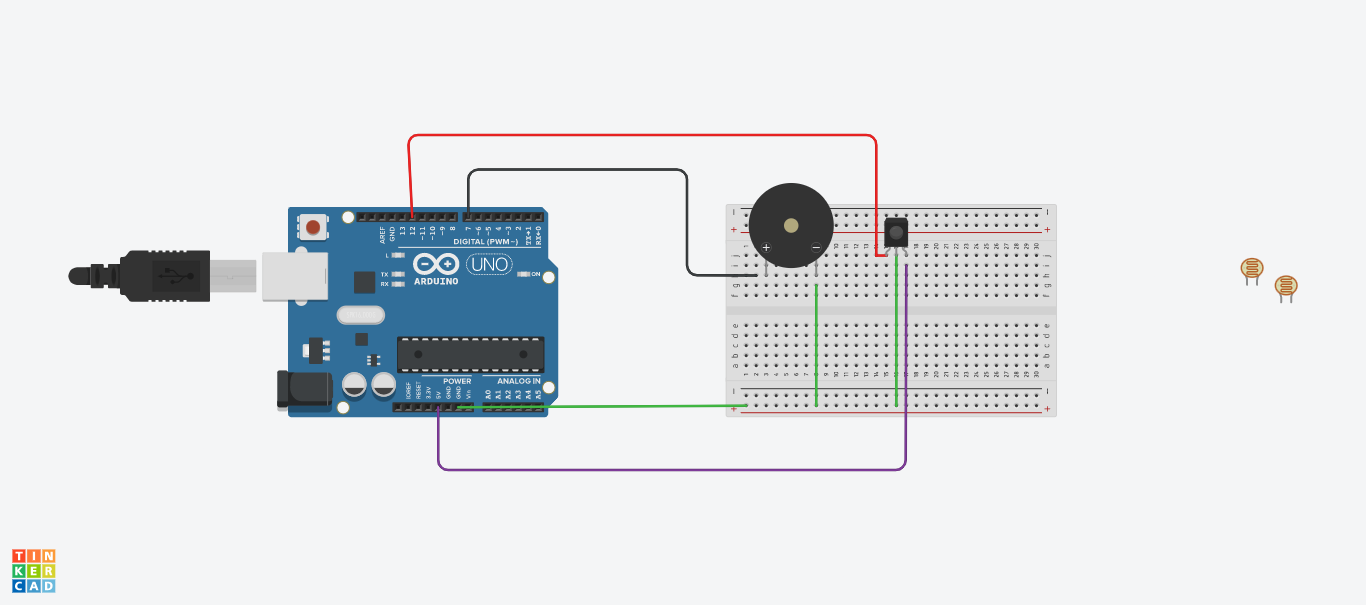 AREF
GND
13
12
~11
~10
~9
8
7
~6
~5
4
~3
2
TX→1
RX←0
DIGITAL (PWM~)
L
TX
RX
ARDUINO
UNO
ON
POWER
ANALOG IN
IOREF
RESET
3.3V
5V
GND
GND
Vin
A0
A1
A2
A3
A4
A5
TIN
KER
CAD